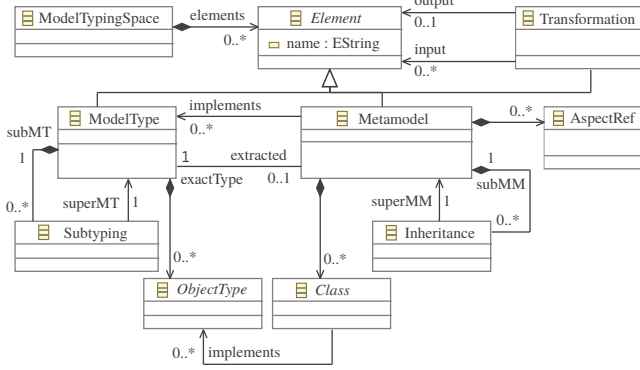 output
ModelTypingSpace
elements
0..*
Element
name : EString
0..1
Transformation
input
0..*
ModelType
implements
0..*
Metamodel
0..*
AspectRef
subMT
1
1
extracted
exactType
0..1
1
subMM
0..*
superMT
1
superMM
1
0..*
Subtyping
Inheritance
0..*
0..*
ObjectType
Class
0..*
implements